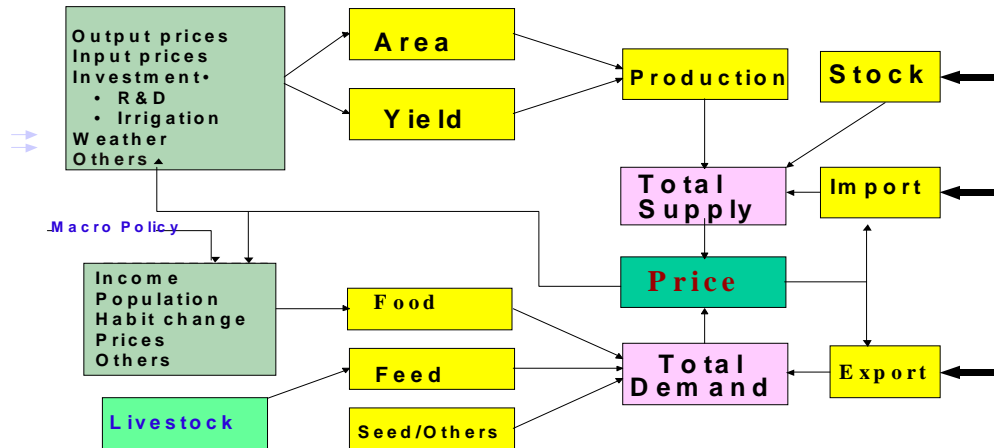 Output prices
Input prices
Investment•
• R&D
• Irrigation
Weather
Others
Area
Yield
Production
Stock
Total
Supply
Import
Macro Policy
Price
Income
Population
Habit change
Prices
Others
Food
Feed
Seed/Others
Total
Demand
Export
Livestock